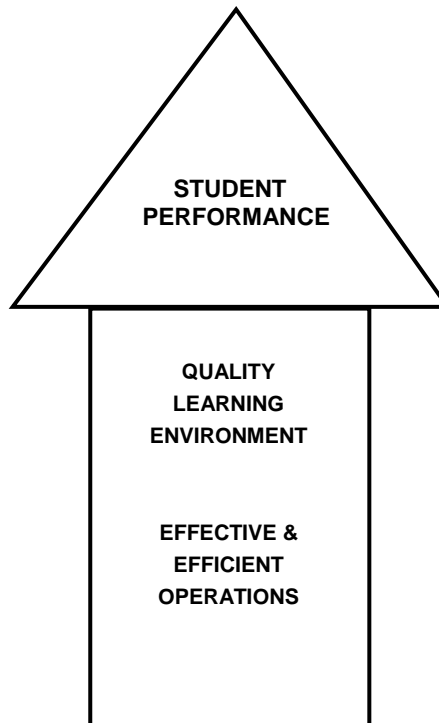 STUDENT
PERFORMANCE
QUALITY
LEARNING
ENVIRONMENT
EFFECTIVE &
EFFICIENT
OPERATIONS